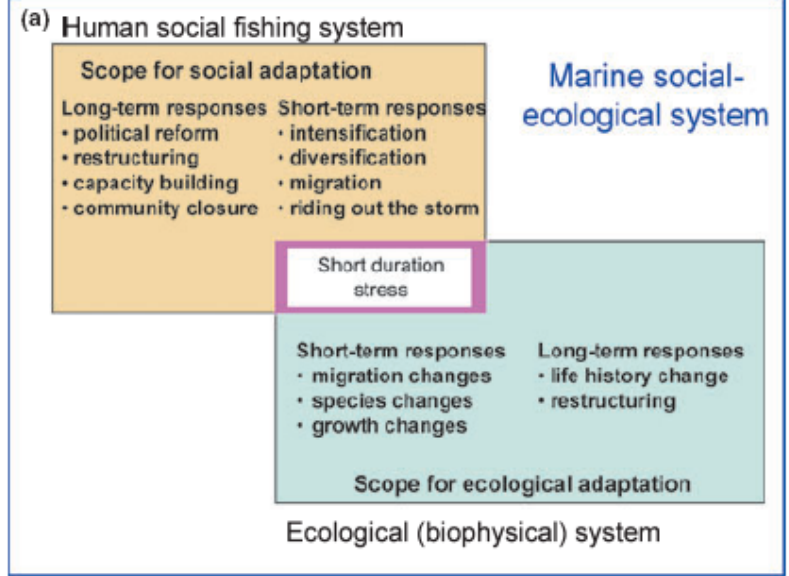 (a) Human social fishing system
Marine social-
ecological system
Scope for social adaptation
Long-term responses
• political reform
• restructuring
• capacity building
• community closure
Short-term responses
• intensification
• diversification
• migration
• riding out the storm
Short duration
stress
Short-term responses
• migration changes
• species changes
• growth changes
Long-term responses
• life history change
• restructuring
Scope for ecological adaptation
Ecological (biophysical) system